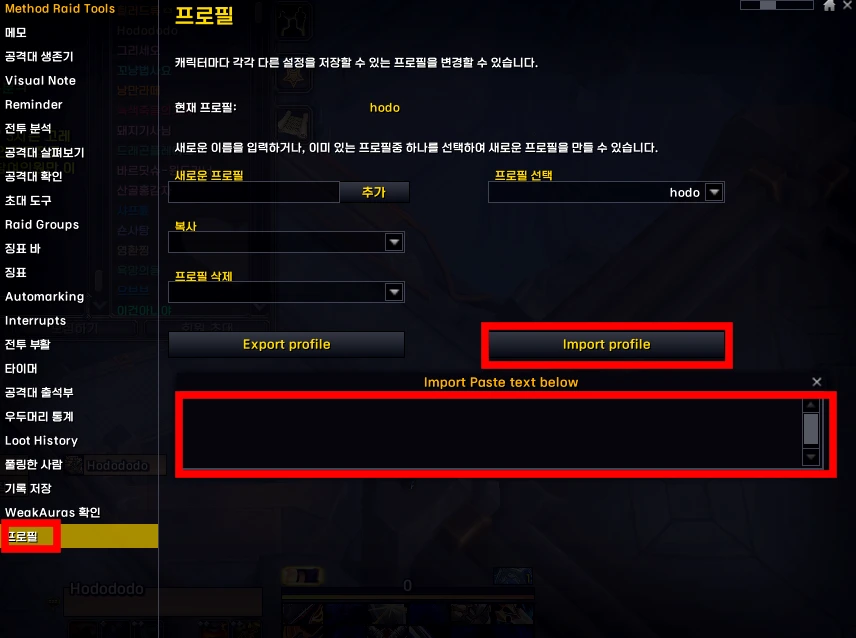 Method Raid Tools
메모
공격대 생존기
Visual Note
Reminder
전투 분석
공격대 살펴보기
공격대 확인
초대 도구
Raid Groups
징표 바
징표
Automarking
Interrupts
전투 부활
타이머
공격대 출석부
우두머리 통계
Loot History
풀링한 사람
기록 저장
WeakAuras 확인
프로필
프로필
캐릭터마다 각각 다른 설정을 저장할 수 있는 프로필을 변경할 수 있습니다.
현재 프로필: hodo
새로운 이름을 입력하거나, 이미 있는 프로필중 하나를 선택하여 새로운 프로필을 만들 수 있습니다.
새로운 프로필
추가
프로필 선택
hodo
복사
프로필 삭제
Export profile
Import profile
Import Paste text below
Hodododo
Hodododo
0